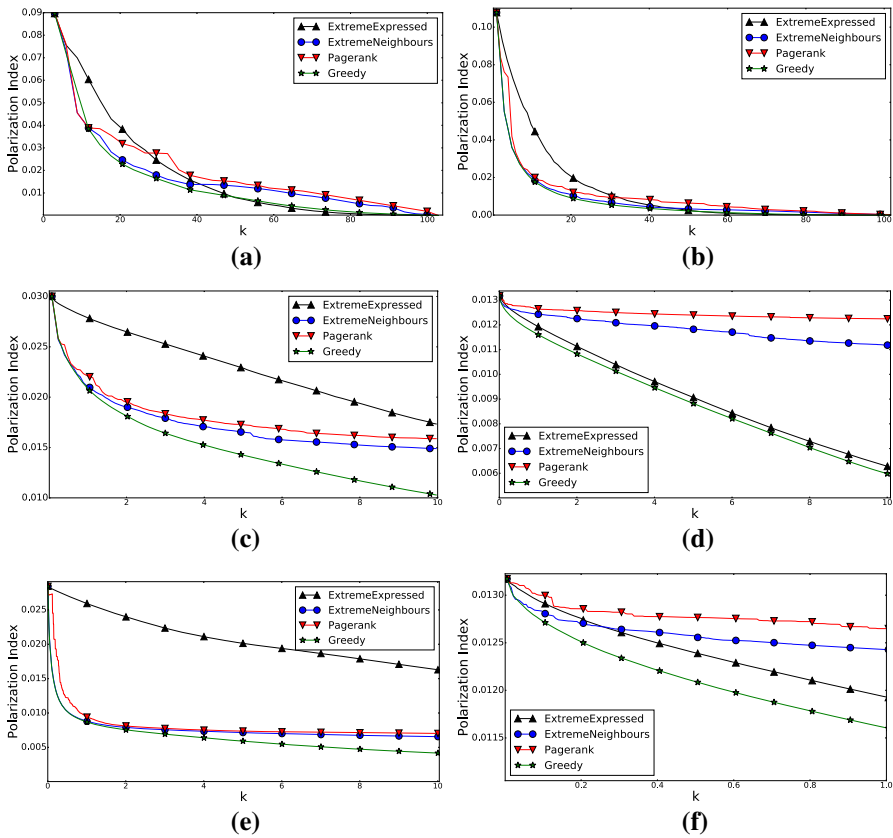 0.09
0.08
0.07
0.06
0.05
0.04
0.03
0.02
0.01
0 20 40 60 80 100
Polarization Index
k
ExtremeExpressed
ExtremeNeighbours
Pagerank
Greedy
(a)
0.10
0.08
0.06
0.04
0.02
0.00
0 20 40 60 80 100
Polarization Index
k
ExtremeExpressed
ExtremeNeighbours
Pagerank
Greedy
(b)
0.030
0.025
0.020
0.015
0.010
2 4 6 8 10
Polarization Index
k
ExtremeExpressed
ExtremeNeighbours
Pagerank
Greedy
(c)
0.013
0.012
0.011
0.010
0.009
0.008
0.007
0.006
0 2 4 6 8 10
Polarization Index
k
ExtremeExpressed
ExtremeNeighbours
Pagerank
Greedy
(d)
0.025
0.020
0.015
0.010
0.005
0 2 4 6 8 10
Polarization Index
k
ExtremeExpressed
ExtremeNeighbours
Pagerank
Greedy
(e)
0.0130
0.0125
0.0120
0.0115
0.2 0.4 0.6 0.8 1.0
Polarization Index
k
ExtremeExpressed
ExtremeNeighbours
Pagerank
Greedy
(f)